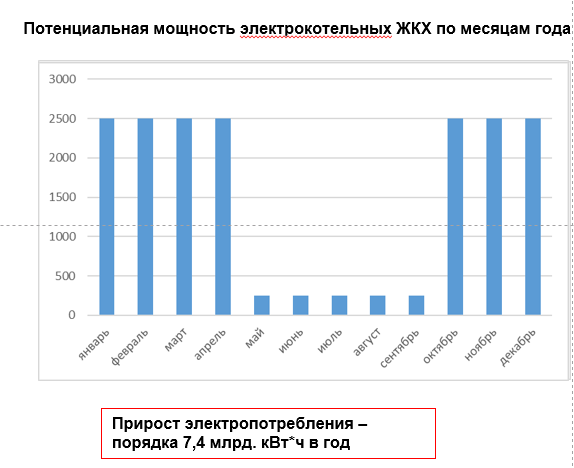 Потенциальная мощность электрокотельных ЖКХ по месяцам года
3000
2500
2000
1500
1000
500
0
январь
февраль
март
апрель
май
июнь
июль
август
сентябрь
октябрь
ноябрь
декабрь
Прирост электропотребления –
порядка 7,4 млрд. кВт*ч в год